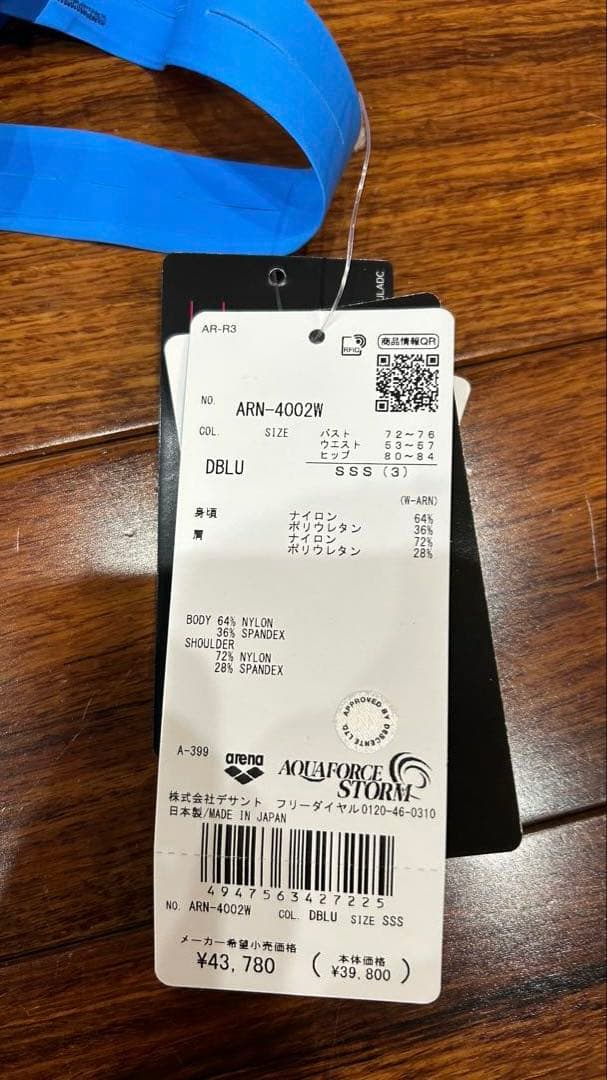 ULADC
AR-R3
RFID
商品情報QR
NO. ARN-4002W
COL. SIZE バスト 72~76
ウエスト 53~57
ヒップ 80~84
DBLU SSS (3)
(W-ARN)
身頃 ナイロン 64%
ポリウレタン 36%
肩 ナイロン 72%
ポリウレタン 28%
BODY 64% NYLON
36% SPANDEX
SHOULDER
72% NYLON
28% SPANDEX
APPROVED BY DESCENTE LTD.
A-399 arena AQUAFORCE
STORM
株式会社デサント フリーダイヤル0120-46-0310
日本製/MADE IN JAPAN
4947563427225
NO. ARN-4002W COL. DBLU SIZE SSS
メーカー希望小売価格
¥43,780 (本体価格 ¥39,800)